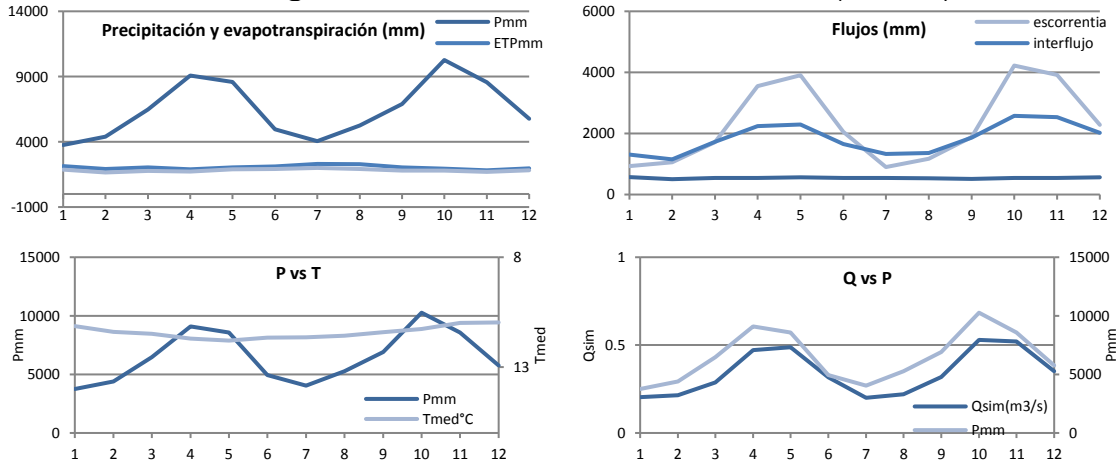 14000
9000
4000
-1000
Precipitación y evapotranspiración (mm)
Pmm
ETPmm
1 2 3 4 5 6 7 8 9 10 11 12
6000
4000
2000
0
Flujos (mm)
escorrentia
interflujo
1 2 3 4 5 6 7 8 9 10 11 12
15000
10000
5000
0
Pmm
P vs T
8
13
Tmed
Pmm
Tmed°C
1 2 3 4 5 6 7 8 9 10 11 12
1
0.5
0
Qsim
Q vs P
15000
10000
5000
0
Pmm
Qsim(m3/s)
Pmm
1 2 3 4 5 6 7 8 9 10 11 12